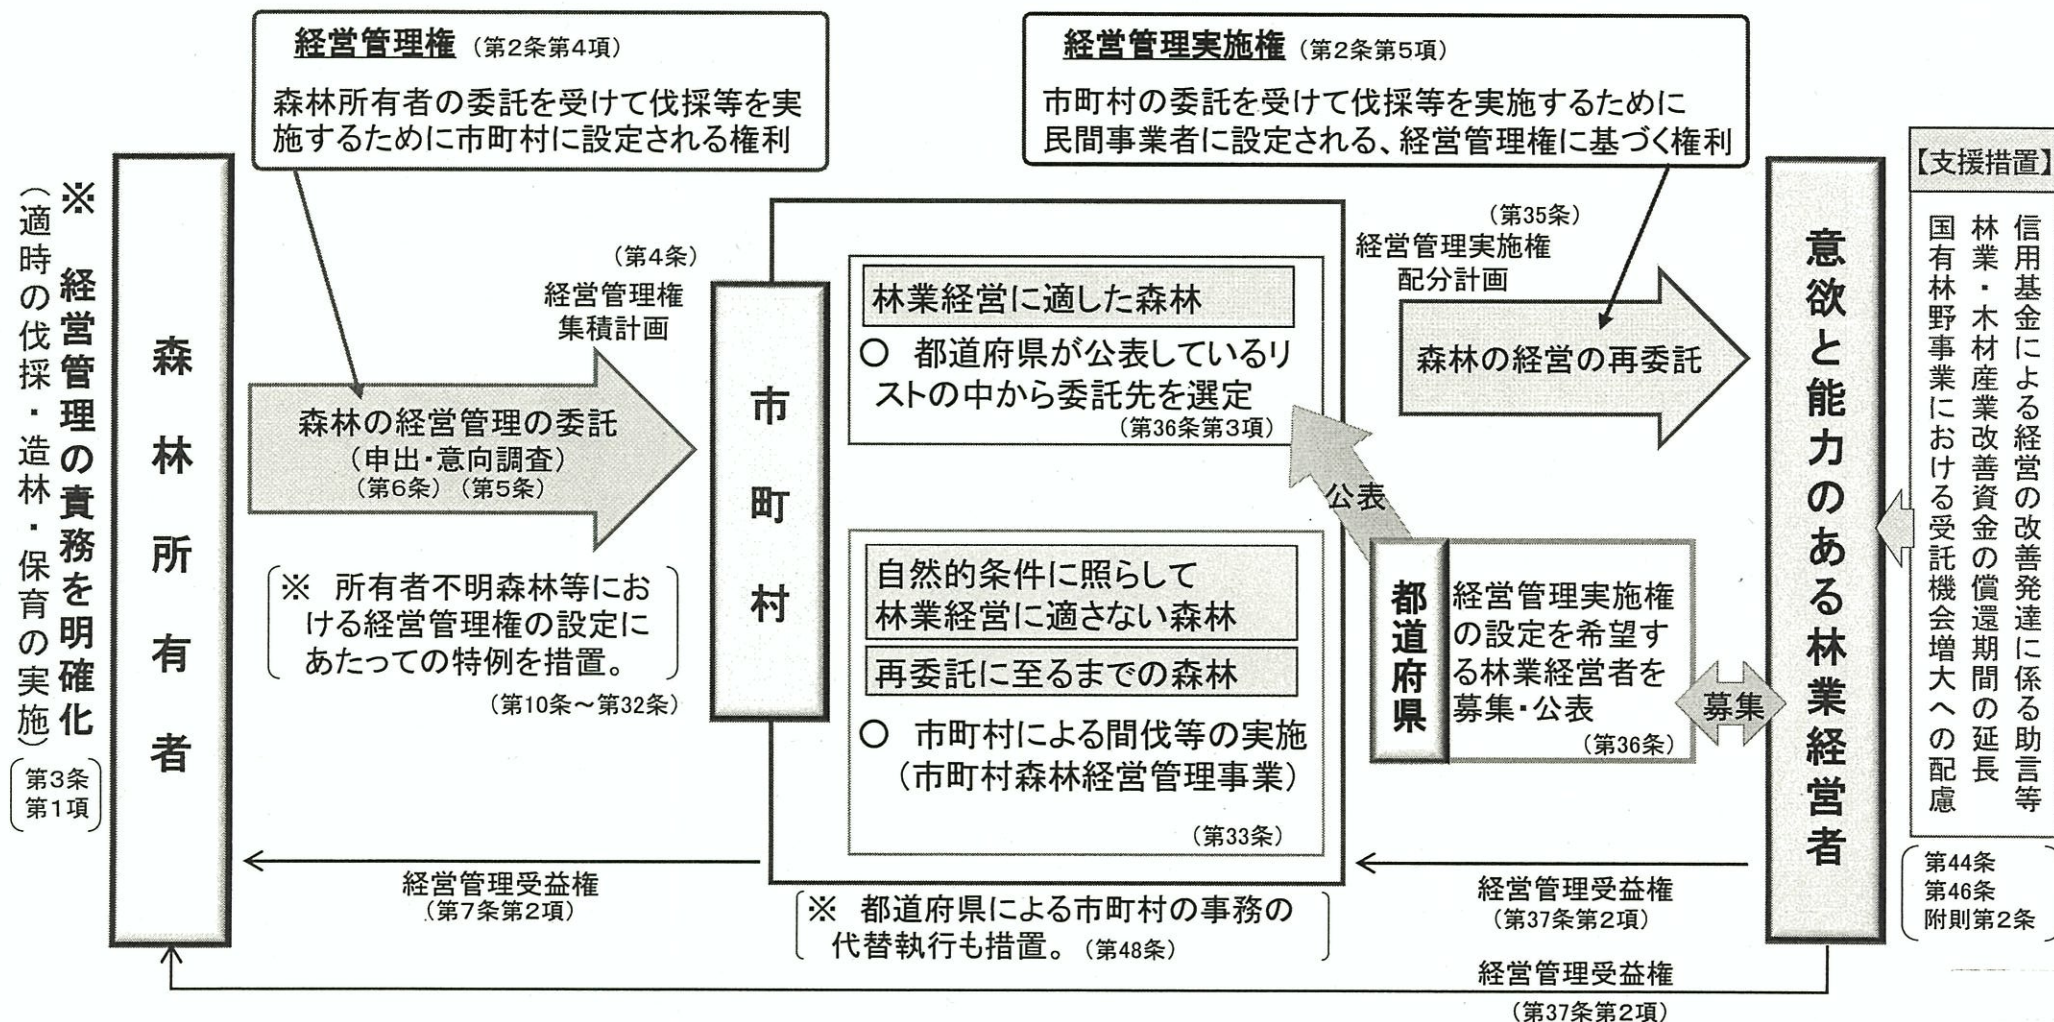 経営管理権（第2条第4項）
森林所有者の委託を受けて伐採等を実
施するために市町村に設定される権利
経営管理実施権（第2条第5項）
市町村の委託を受けて伐採等を実施するために
民間事業者に設定される、経営管理権に基づく権利
※　経営管理の責務を明確化
（適時の伐採・造林・保育の実施）
第3条
第1項
森林所有者
（第4条）
経営管理権
集積計画
森林の経営管理の委託
（申出・意向調査）
（第6条）（第5条）
※　所有者不明森林等にお
ける経営管理権の設定に
あたっての特例を措置。
（第10条～第32条）
市町村
林業経営に適した森林
○　都道府県が公表しているリ
ストの中から委託先を選定
（第36条第3項）
自然的条件に照らして
林業経営に適さない森林
再委託に至るまでの森林
○　市町村による間伐等の実施
（市町村森林経営管理事業）
（第33条）
※　都道府県による市町村の事務の
代替執行も措置。（第48条）
（第35条）
経営管理実施権
配分計画
森林の経営の再委託
公表
都道府県
経営管理実施権
の設定を希望す
る林業経営者を
募集・公表
（第36条）
募集
意欲と能力のある林業経営者
【支援措置】
信用基金による経営の改善発達に係る助言等
林業・木材産業改善資金の償還期間の延長
国有林野事業における受託機会増大への配慮
第44条
第46条
附則第2条
経営管理受益権
（第7条第2項）
経営管理受益権
（第37条第2項）
経営管理受益権
（第37条第2項）